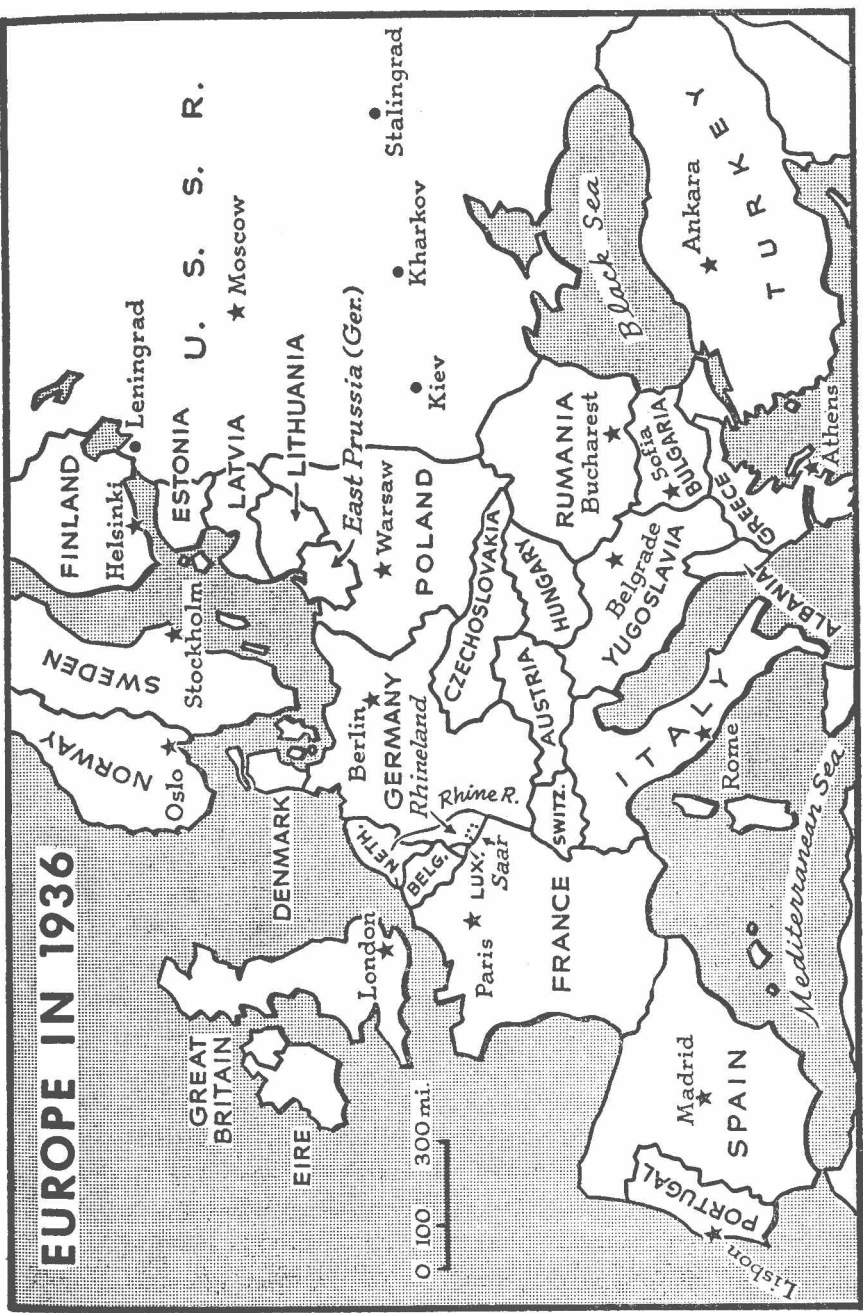 EUROPE IN 1936
NORWAY
Oslo
SWEDEN
Stockholm
FINLAND
Helsinki
Leningrad
ESTONIA
LATVIA
LITHUANIA
East Prussia (Ger.)
U. S. S. R.
Moscow
Stalingrad
Kharkov
Kiev
GREAT
BRITAIN
EIRE
London
DENMARK
NETH.
BELG.
LUX.
Saar
Berlin
GERMANY
Rhineland
Rhine R.
Warsaw
POLAND
CZECHOSLOVAKIA
Paris
FRANCE
SWITZ.
AUSTRIA
HUNGARY
RUMANIA
Bucharest
Belgrade
YUGOSLAVIA
Sofia
BULGARIA
Black Sea
ITALY
Rome
ALBANIA
GREECE
Athens
TURKEY
Ankara
Madrid
SPAIN
PORTUGAL
Lisbon
Mediterranean Sea
0 100 300 mi.